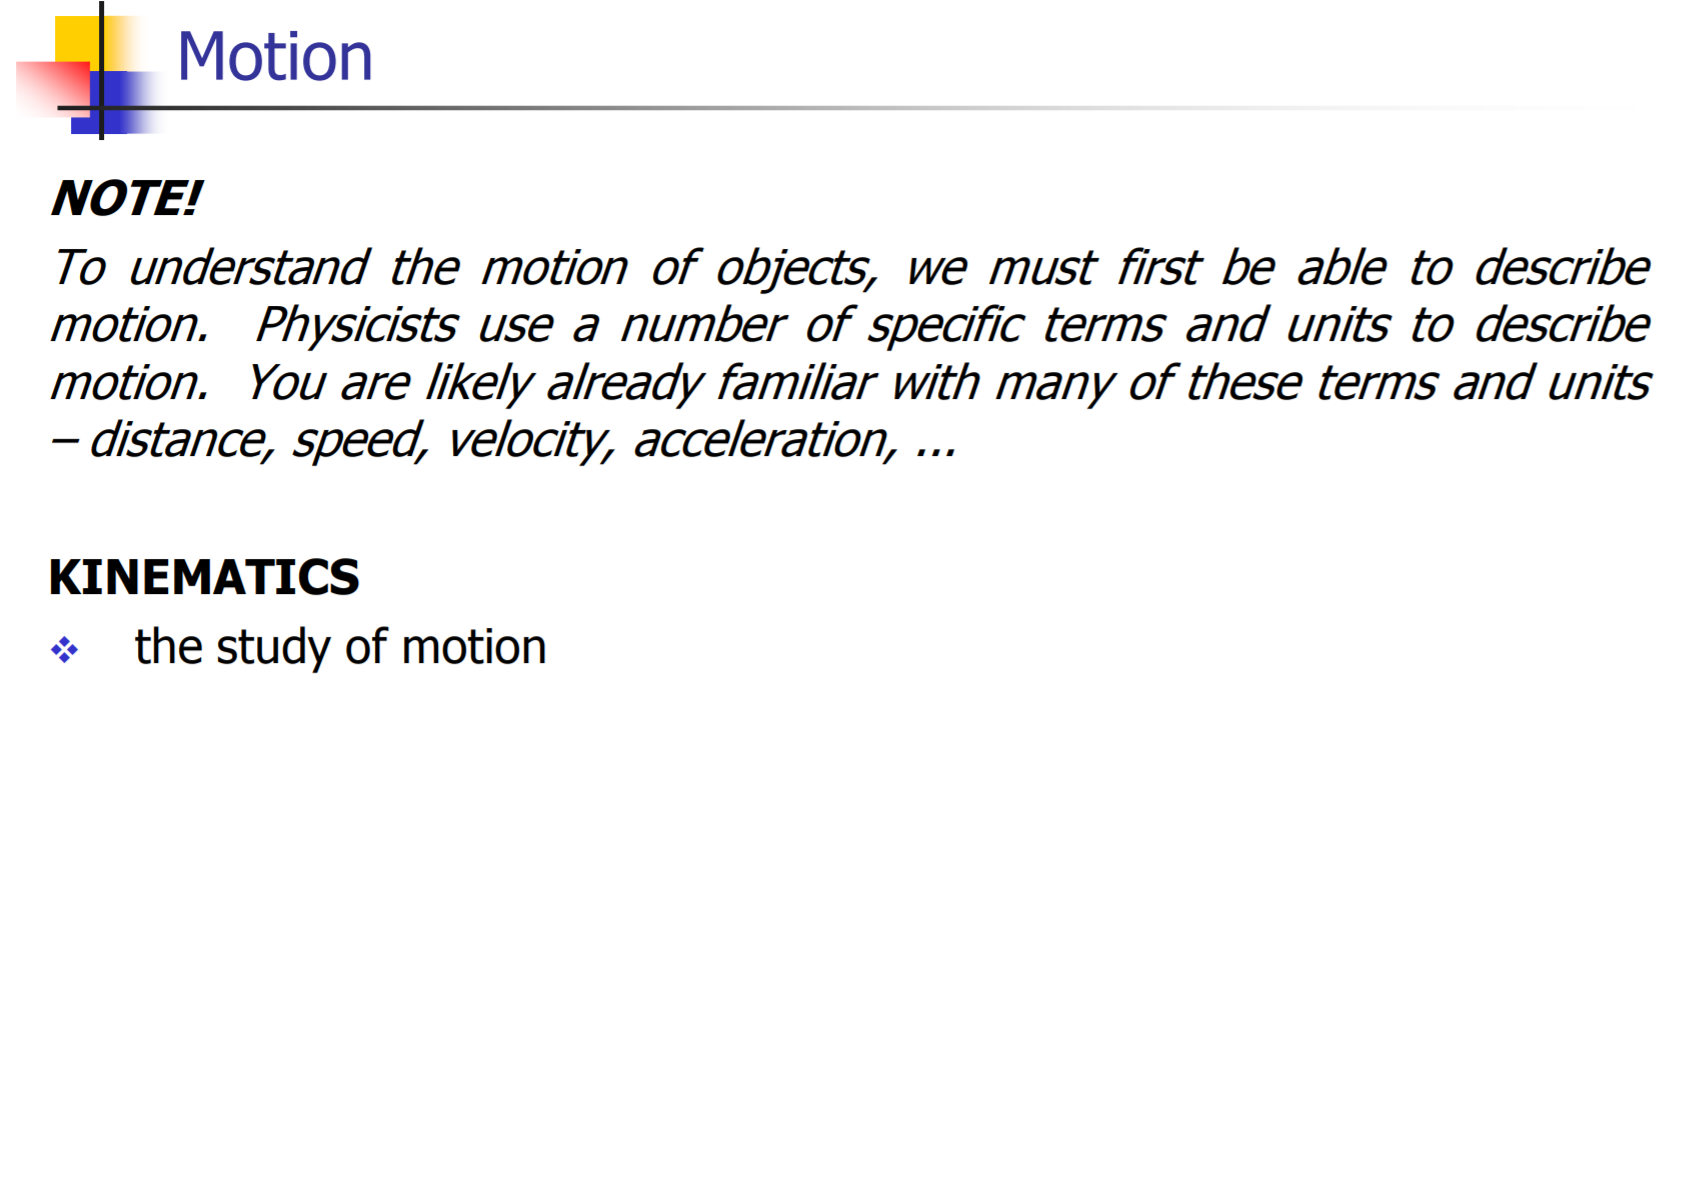 Motion
NOTE!
To understand the motion of objects, we must first be able to describe
motion.  Physicists use a number of specific terms and units to describe
motion.  You are likely already familiar with many of these terms and units
– distance, speed, velocity, acceleration, …
KINEMATICS
❖ the study of motion